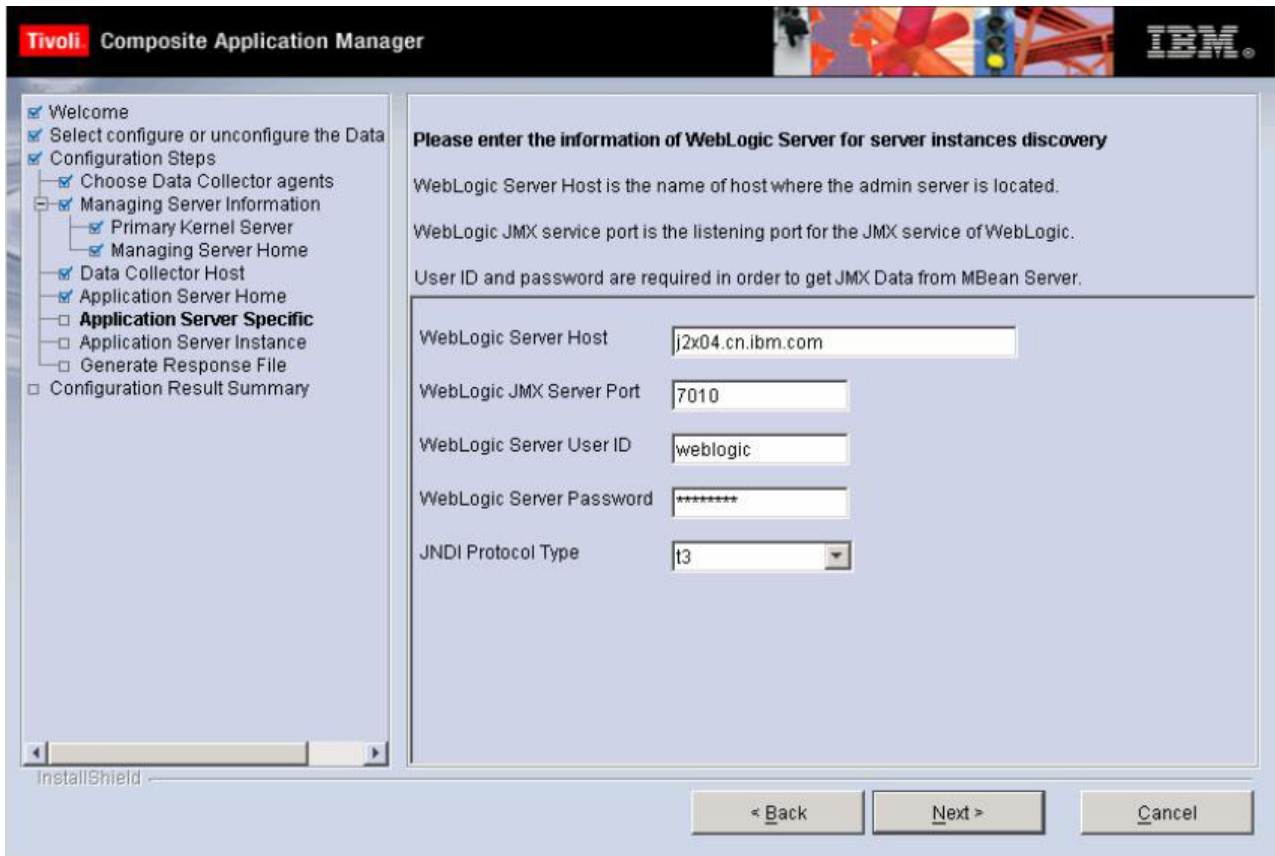 Tivoli. Composite Application Manager
IBM®
Welcome
Select configure or unconfigure the Data
Configuration Steps
Choose Data Collector agents
Managing Server Information
Primary Kernel Server
Managing Server Home
Data Collector Host
Application Server Home
Application Server Specific
Application Server Instance
Generate Response File
Configuration Result Summary
Please enter the information of WebLogic Server for server instances discovery
WebLogic Server Host is the name of host where the admin server is located.
WebLogic JMX service port is the listening port for the JMX service of WebLogic.
User ID and password are required in order to get JMX Data from MBean Server.
WebLogic Server Host j2x04.cn.ibm.com
WebLogic JMX Server Port 7010
WebLogic Server User ID weblogic
WebLogic Server Password ********
JNDI Protocol Type t3
InstallShield
< Back Next > Cancel